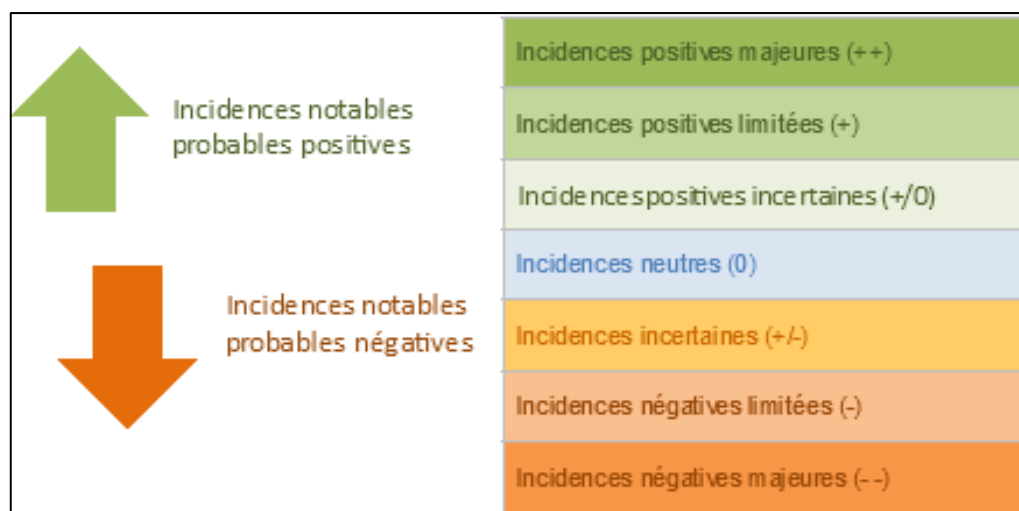 Incidences notables
probables positives
Incidences notables
probables négatives
Incidences positives majeures (++)
Incidences positives limitées (+)
Incidences positives incertaines (+/0)
Incidences neutres (0)
Incidences incertaines (+/-)
Incidences négatives limitées (-)
Incidences négatives majeures (- -)